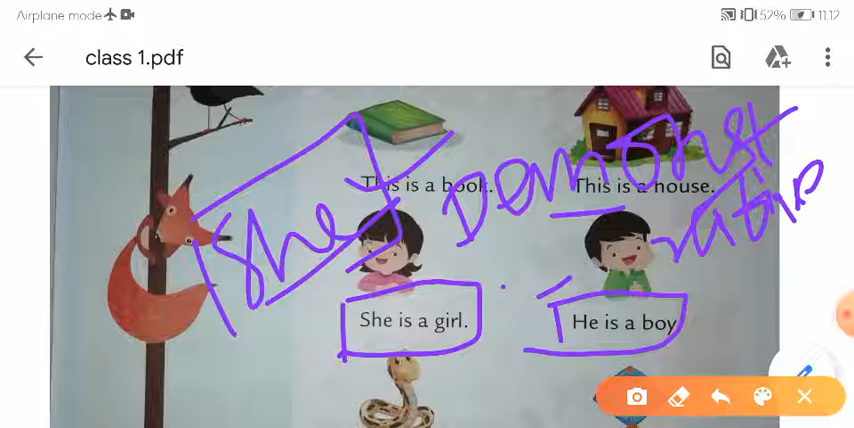 Airplane mode 52% 11.12
class 1.pdf
This is a book. This is a house.
She Demonst
rative
She is a girl. He is a boy